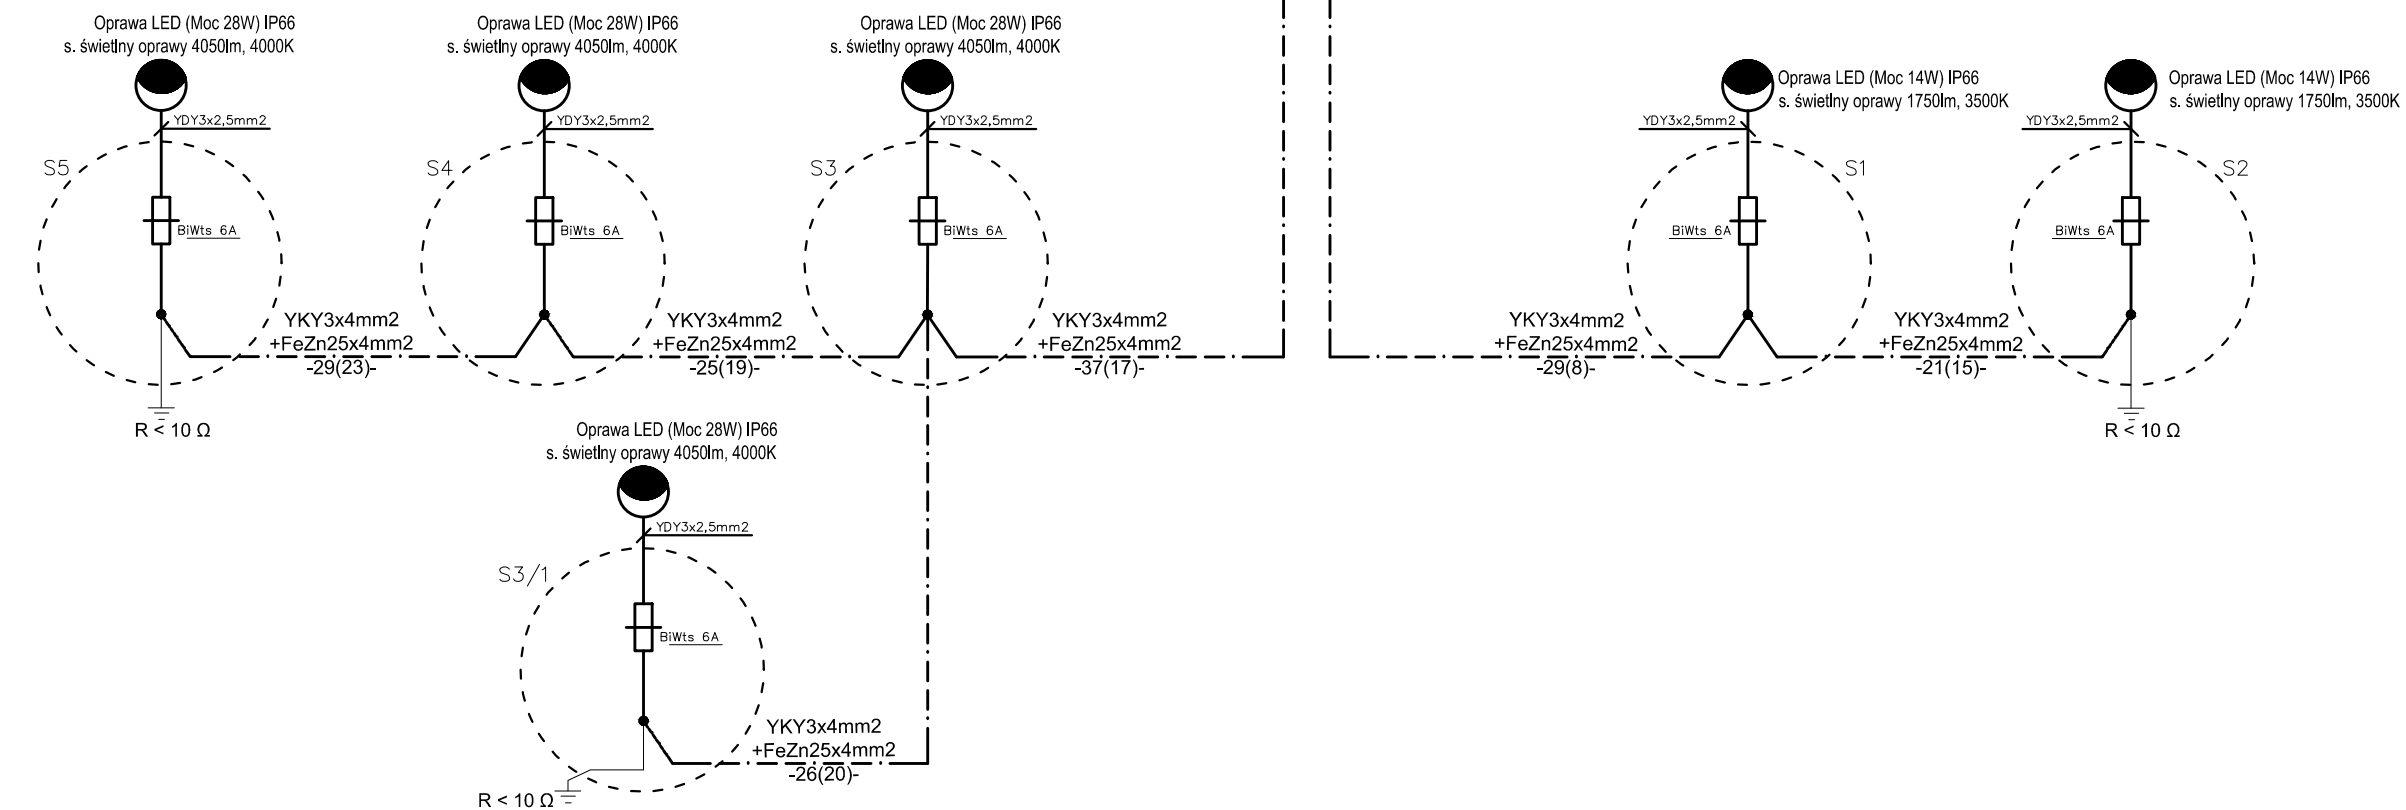 Oprawa LED (Moc 28W) IP66
s. świetlny oprawy 4050lm, 4000K
YDY3x2,5mm2
S5
BiWts 6A
YKY3x4mm2
+FeZn25x4mm2
-29(23)-
R < 10 Ω
Oprawa LED (Moc 28W) IP66
s. świetlny oprawy 4050lm, 4000K
YDY3x2,5mm2
S4
BiWts 6A
YKY3x4mm2
+FeZn25x4mm2
-25(19)-
Oprawa LED (Moc 28W) IP66
s. świetlny oprawy 4050lm, 4000K
YDY3x2,5mm2
S3
BiWts 6A
YKY3x4mm2
+FeZn25x4mm2
-37(17)-
Oprawa LED (Moc 14W) IP66
s. świetlny oprawy 1750lm, 3500K
YDY3x2,5mm2
S1
BiWts 6A
YKY3x4mm2
+FeZn25x4mm2
-29(8)-
Oprawa LED (Moc 14W) IP66
s. świetlny oprawy 1750lm, 3500K
YDY3x2,5mm2
S2
BiWts 6A
YKY3x4mm2
+FeZn25x4mm2
-21(15)-
R < 10 Ω
Oprawa LED (Moc 28W) IP66
s. świetlny oprawy 4050lm, 4000K
YDY3x2,5mm2
S3/1
BiWts 6A
YKY3x4mm2
+FeZn25x4mm2
-26(20)-
R < 10 Ω